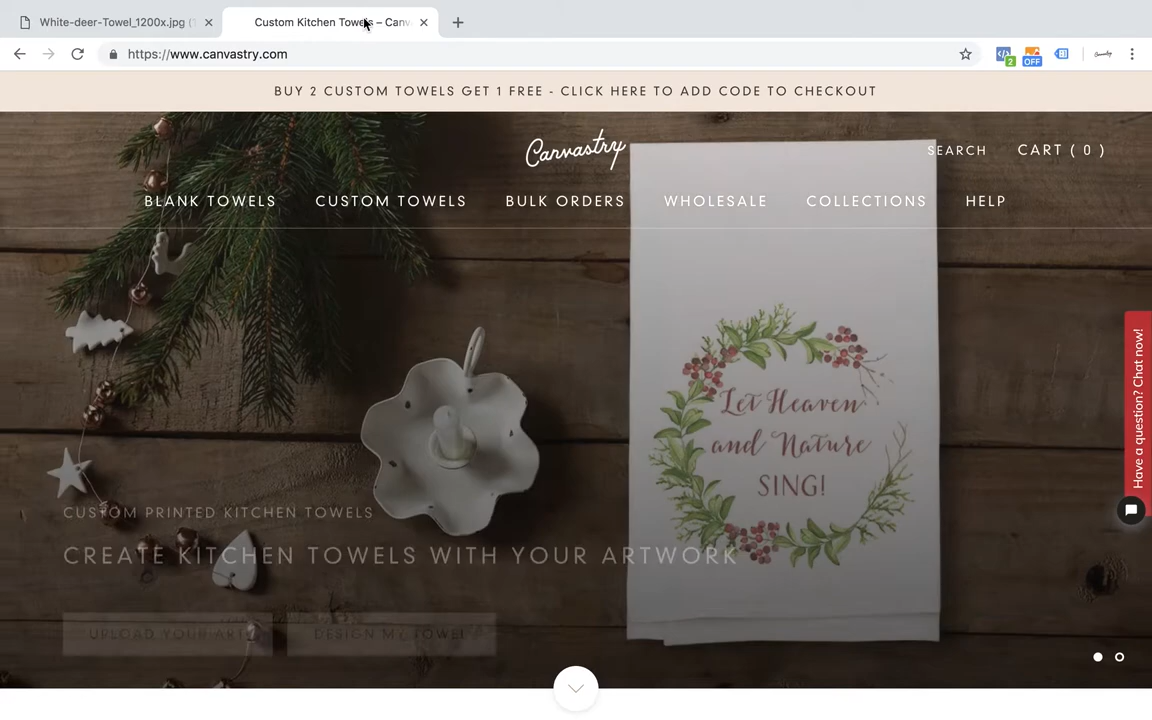 White-deer-Towel_1200x.jpg (
Custom Kitchen Towels – Canv
https://www.canvastry.com
2
OFF
BUY 2 CUSTOM TOWELS GET 1 FREE - CLICK HERE TO ADD CODE TO CHECKOUT
Canvastry
SEARCH
CART ( 0 )
BLANK TOWELS
CUSTOM TOWELS
BULK ORDERS
WHOLESALE
COLLECTIONS
HELP
Let Heaven
and Nature
SING!
Have a question? Chat now!
CUSTOM PRINTED KITCHEN TOWELS
CREATE KITCHEN TOWELS WITH YOUR ARTWORK
UPLOAD YOUR ART
DESIGN MY TOWEL